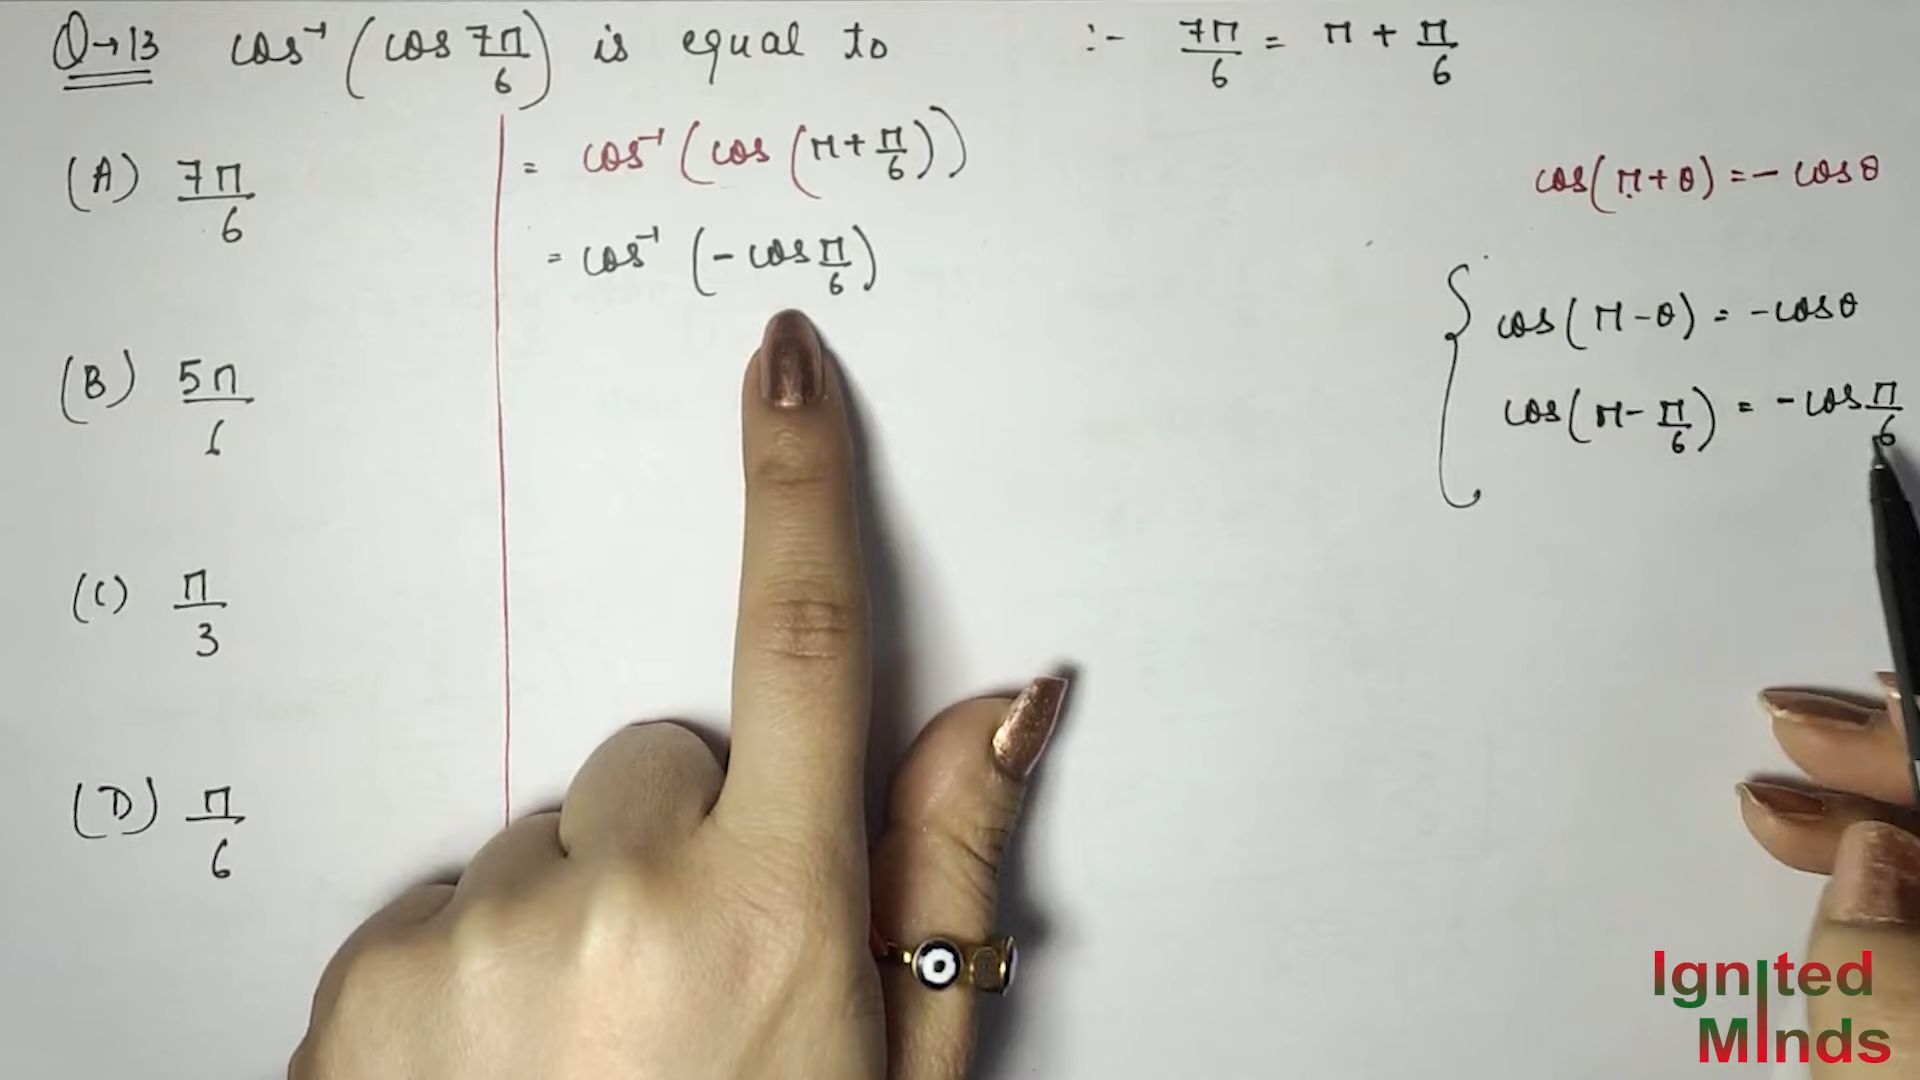 Q→13 cos⁻¹(cos 7π/6) is equal to
:- 7π/6 = π + π/6
(A) 7π/6
= cos⁻¹(cos(π+π/6))
cos(π+θ) = - cosθ
= cos⁻¹(-cos π/6)
cos(π-θ) = -cosθ
(B) 5π/6
cos(π-π/6) = -cos π/6
(C) π/3
(D) π/6
Ignited
Minds